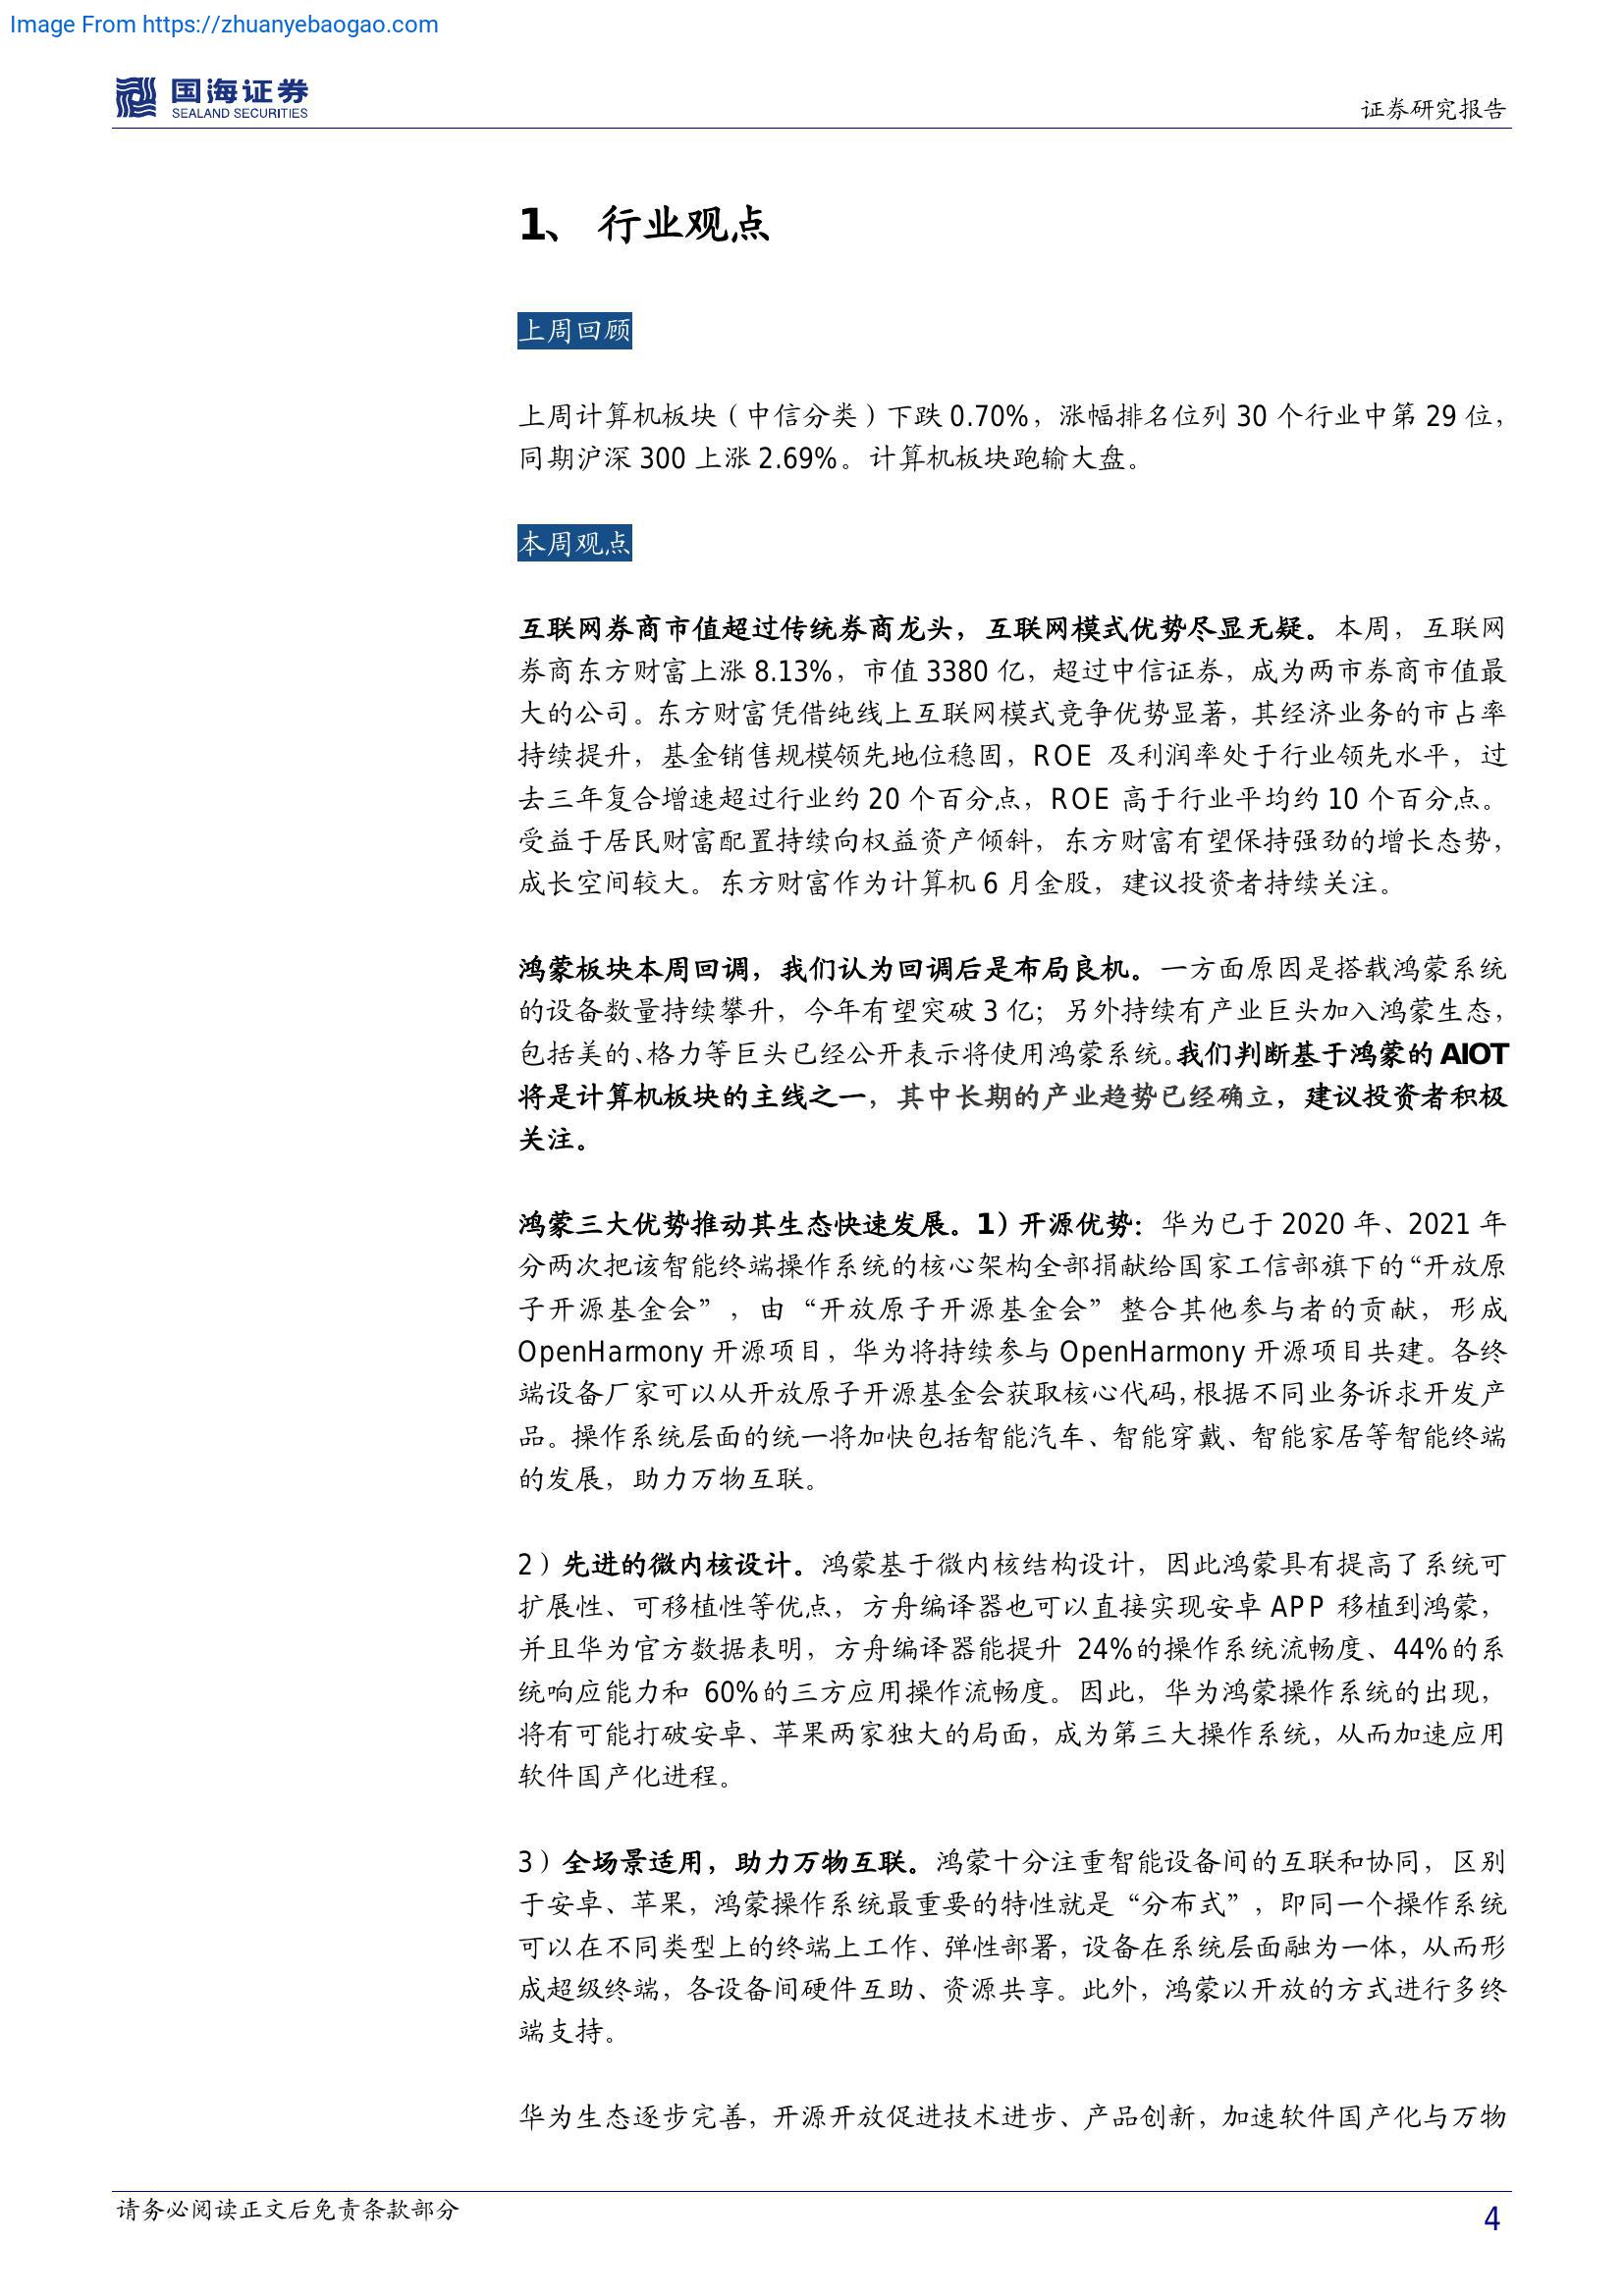 Image From https://zhuanyebaogao.com
国海证券
SEALAND SECURITIES
证券研究报告
1、 行业观点
上周回顾
上周计算机板块（中信分类）下跌 0.70%，涨幅排名位列 30 个行业中第 29 位，
同期沪深 300 上涨 2.69%。计算机板块跑输大盘。
本周观点
互联网券商市值超过传统券商龙头，互联网模式优势尽显无疑。本周，互联网
券商东方财富上涨 8.13%，市值 3380 亿，超过中信证券，成为两市券商市值最
大的公司。东方财富凭借纯线上互联网模式竞争优势显著，其经济业务的市占率
持续提升，基金销售规模领先地位稳固，ROE 及利润率处于行业领先水平，过
去三年复合增速超过行业约 20 个百分点，ROE 高于行业平均约 10 个百分点。
受益于居民财富配置持续向权益资产倾斜，东方财富有望保持强劲的增长态势，
成长空间较大。东方财富作为计算机 6 月金股，建议投资者持续关注。
鸿蒙板块本周回调，我们认为回调后是布局良机。一方面原因是搭载鸿蒙系统
的设备数量持续攀升，今年有望突破 3 亿；另外持续有产业巨头加入鸿蒙生态，
包括美的、格力等巨头已经公开表示将使用鸿蒙系统。我们判断基于鸿蒙的 AIOT
将是计算机板块的主线之一，其中长期的产业趋势已经确立，建议投资者积极
关注。
鸿蒙三大优势推动其生态快速发展。1）开源优势：华为已于 2020 年、2021 年
分两次把该智能终端操作系统的核心架构全部捐献给国家工信部旗下的“开放原
子开源基金会”，由“开放原子开源基金会”整合其他参与者的贡献，形成
OpenHarmony 开源项目，华为将持续参与 OpenHarmony 开源项目共建。各终
端设备厂家可以从开放原子开源基金会获取核心代码，根据不同业务诉求开发产
品。操作系统层面的统一将加快包括智能汽车、智能穿戴、智能家居等智能终端
的发展，助力万物互联。
2）先进的微内核设计。鸿蒙基于微内核结构设计，因此鸿蒙具有提高了系统可
扩展性、可移植性等优点，方舟编译器也可以直接实现安卓 APP 移植到鸿蒙，
并且华为官方数据表明，方舟编译器能提升 24%的操作系统流畅度、44%的系
统响应能力和 60%的三方应用操作流畅度。因此，华为鸿蒙操作系统的出现，
将有可能打破安卓、苹果两家独大的局面，成为第三大操作系统，从而加速应用
软件国产化进程。
3）全场景适用，助力万物互联。鸿蒙十分注重智能设备间的互联和协同，区别
于安卓、苹果，鸿蒙操作系统最重要的特性就是“分布式”，即同一个操作系统
可以在不同类型上的终端上工作、弹性部署，设备在系统层面融为一体，从而形
成超级终端，各设备间硬件互助、资源共享。此外，鸿蒙以开放的方式进行多终
端支持。
华为生态逐步完善，开源开放促进技术进步、产品创新，加速软件国产化与万物
请务必阅读正文后免责条款部分
4